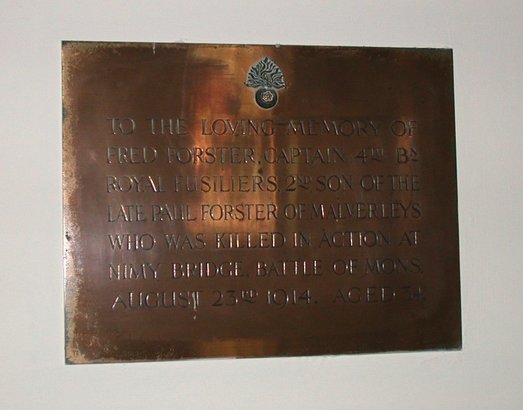 TO THE LOVING MEMORY OF
FRED FORSTER, CAPTAIN 4TH BN
ROYAL FUSILIERS, 2ND SON OF THE
LATE PAUL FORSTER OF MALVERLEYS
WHO WAS KILLED IN ACTION AT
NIMY BRIDGE, BATTLE OF MONS,
AUGUST 23RD 1914. AGED 34